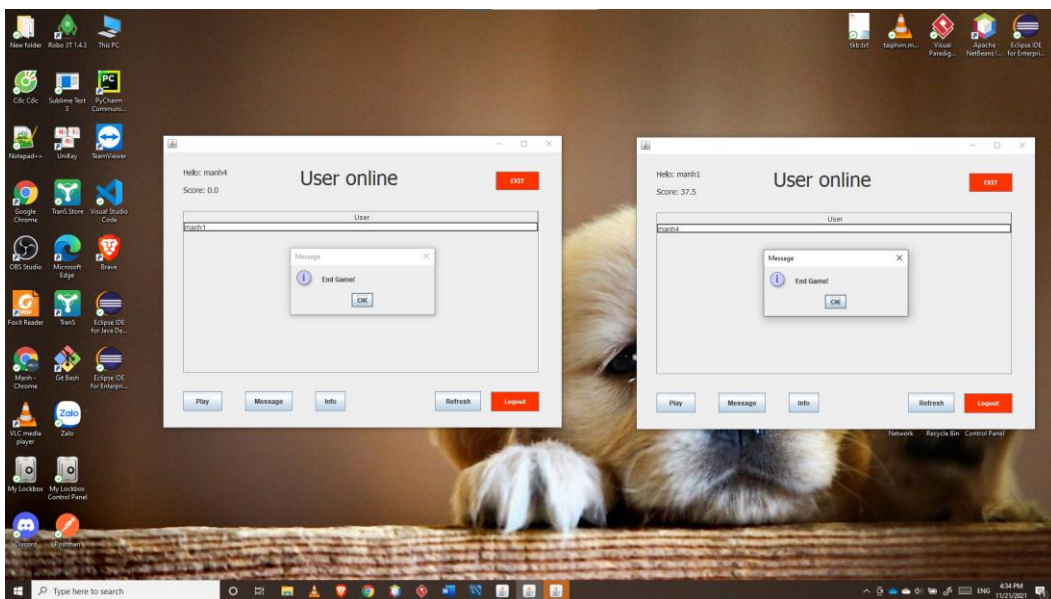 New folder
Robo 3T 1.4.3
This PC
tkb.txt
taiphim.m...
Visual Paradig...
Apache NetBeans I...
Eclipse IDE for Enterpri...
Cốc Cốc
Sublime Text 3
PyCharm Communi...
Notepad++
UniKey
TeamViewer
Google Chrome
TranS Store
Visual Studio Code
OBS Studio
Microsoft Edge
Brave
Foxit Reader
TranS
Eclipse IDE for Java De...
Manh - Chrome
Git Bash
Eclipse IDE for Enterpri...
VLC media player
Zalo
Zalo
My Lockbox
My Lockbox Control Panel
Discord
Postman
Hello: manh4
Score: 0.0
User online
EXIT
User
manh1
Message
End Game!
OK
Play
Message
Info
Refresh
Logout
Hello: manh1
Score: 37.5
User online
EXIT
User
manh4
Message
End Game!
OK
Play
Message
Info
Refresh
Logout
Network
Recycle Bin
Control Panel
Type here to search
ENG
4:34 PM
11/21/2021